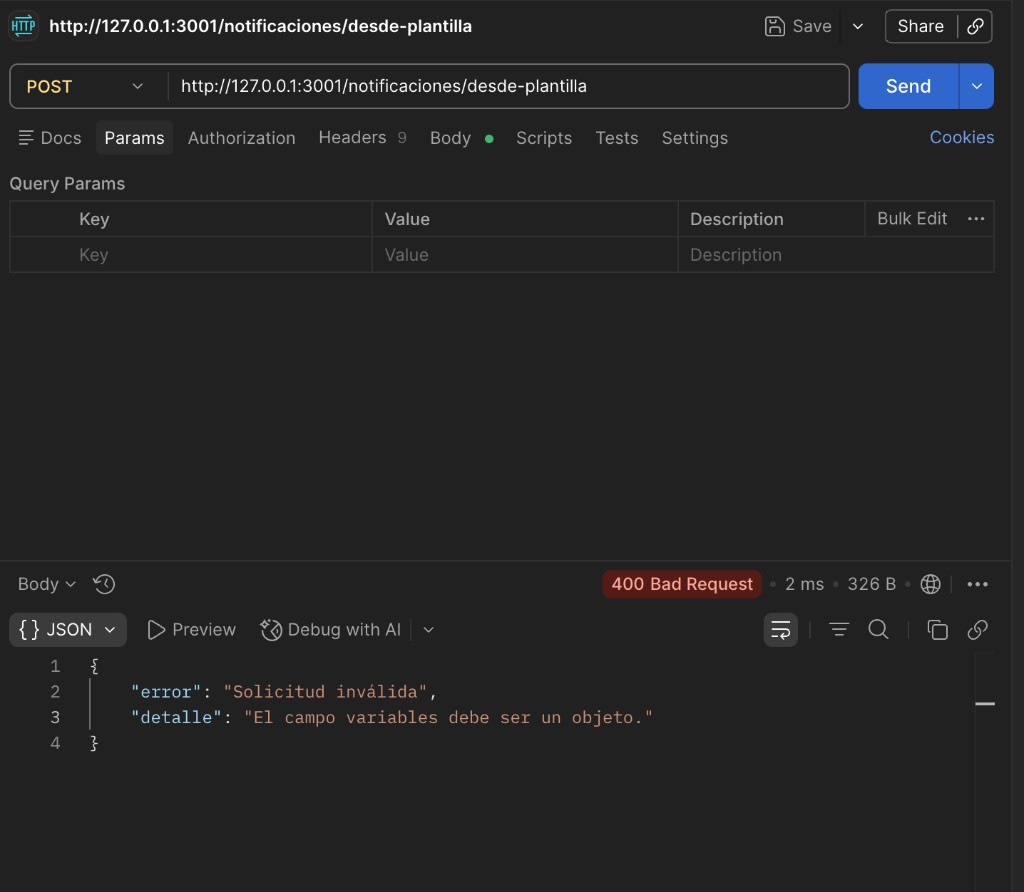 HTTP http://127.0.0.1:3001/notificaciones/desde-plantilla Save Share
POST http://127.0.0.1:3001/notificaciones/desde-plantilla Send
Docs Params Authorization Headers 9 Body Scripts Tests Settings Cookies
Query Params
Key Value Description Bulk Edit ...
Key Value Description
Body 400 Bad Request • 2 ms • 326 B • ...
{} JSON Preview Debug with AI
1 {
2 "error": "Solicitud inválida",
3 "detalle": "El campo variables debe ser un objeto."
4 }